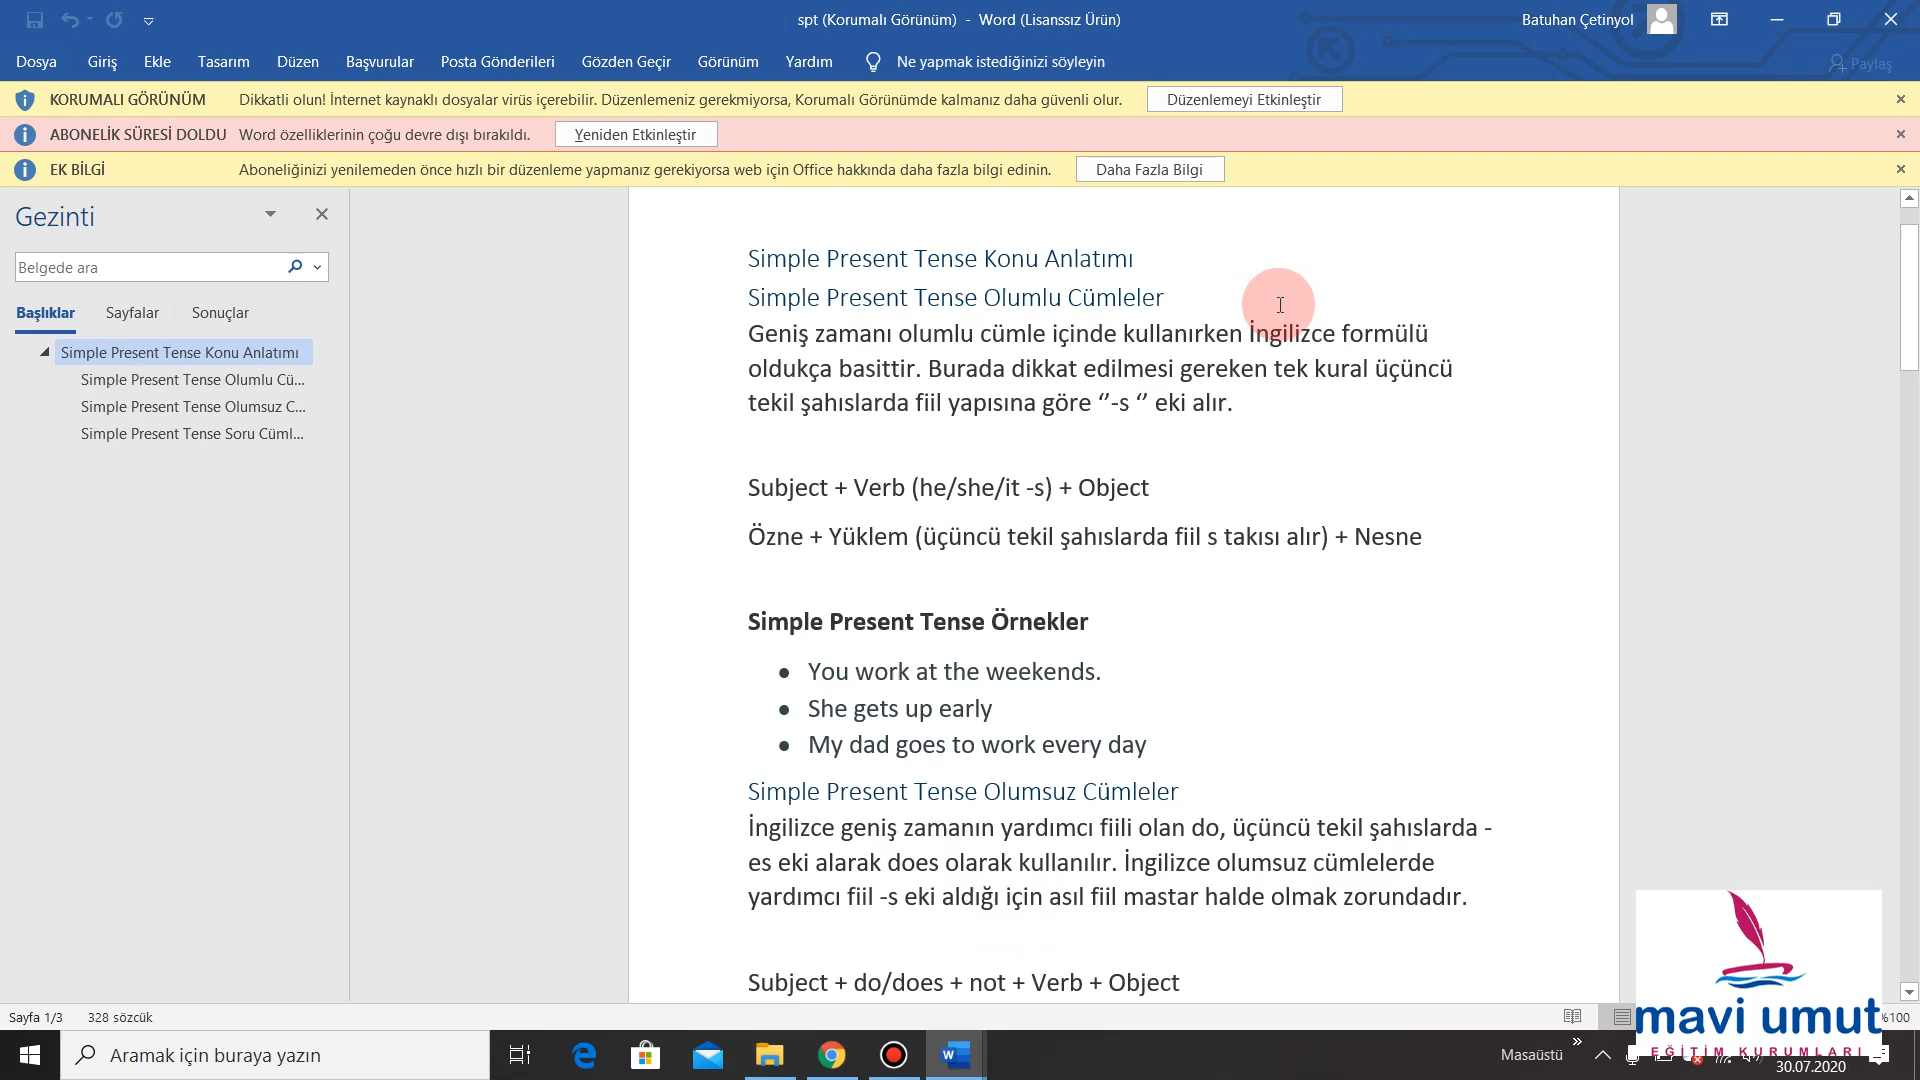 spt (Korumalı Görünüm) - Word (Lisanssız Ürün)
Batuhan Çetinyol
Dosya Giriş Ekle Tasarım Düzen Başvurular Posta Gönderileri Gözden Geçir Görünüm Yardım Ne yapmak istediğinizi söyleyin Paylaş
KORUMALI GÖRÜNÜM Dikkatli olun! İnternet kaynaklı dosyalar virüs içerebilir. Düzenlemeniz gerekmiyorsa, Korumalı Görünümde kalmanız daha güvenli olur. Düzenlemeyi Etkinleştir
ABONELİK SÜRESİ DOLDU Word özelliklerinin çoğu devre dışı bırakıldı. Yeniden Etkinleştir
EK BİLGİ Aboneliğinizi yenilemeden önce hızlı bir düzenleme yapmanız gerekiyorsa web için Office hakkında daha fazla bilgi edinin. Daha Fazla Bilgi
Gezinti
Belgede ara
Başlıklar Sayfalar Sonuçlar
Simple Present Tense Konu Anlatımı
Simple Present Tense Olumlu Cü...
Simple Present Tense Olumsuz C...
Simple Present Tense Soru Cüml...
Simple Present Tense Konu Anlatımı
Simple Present Tense Olumlu Cümleler
Geniş zamanı olumlu cümle içinde kullanırken İngilizce formülü
oldukça basittir. Burada dikkat edilmesi gereken tek kural üçüncü
tekil şahıslarda fiil yapısına göre ‘’-s ‘’ eki alır.
Subject + Verb (he/she/it -s) + Object
Özne + Yüklem (üçüncü tekil şahıslarda fiil s takısı alır) + Nesne
Simple Present Tense Örnekler
● You work at the weekends.
● She gets up early
● My dad goes to work every day
Simple Present Tense Olumsuz Cümleler
İngilizce geniş zamanın yardımcı fiili olan do, üçüncü tekil şahıslarda -
es eki alarak does olarak kullanılır. İngilizce olumsuz cümlelerde
yardımcı fiil -s eki aldığı için asıl fiil mastar halde olmak zorundadır.
Subject + do/does + not + Verb + Object
Sayfa 1/3 328 sözcük
%100
mavi umut
EĞİTİM KURUMLARI
Aramak için buraya yazın
Masaüstü
30.07.2020